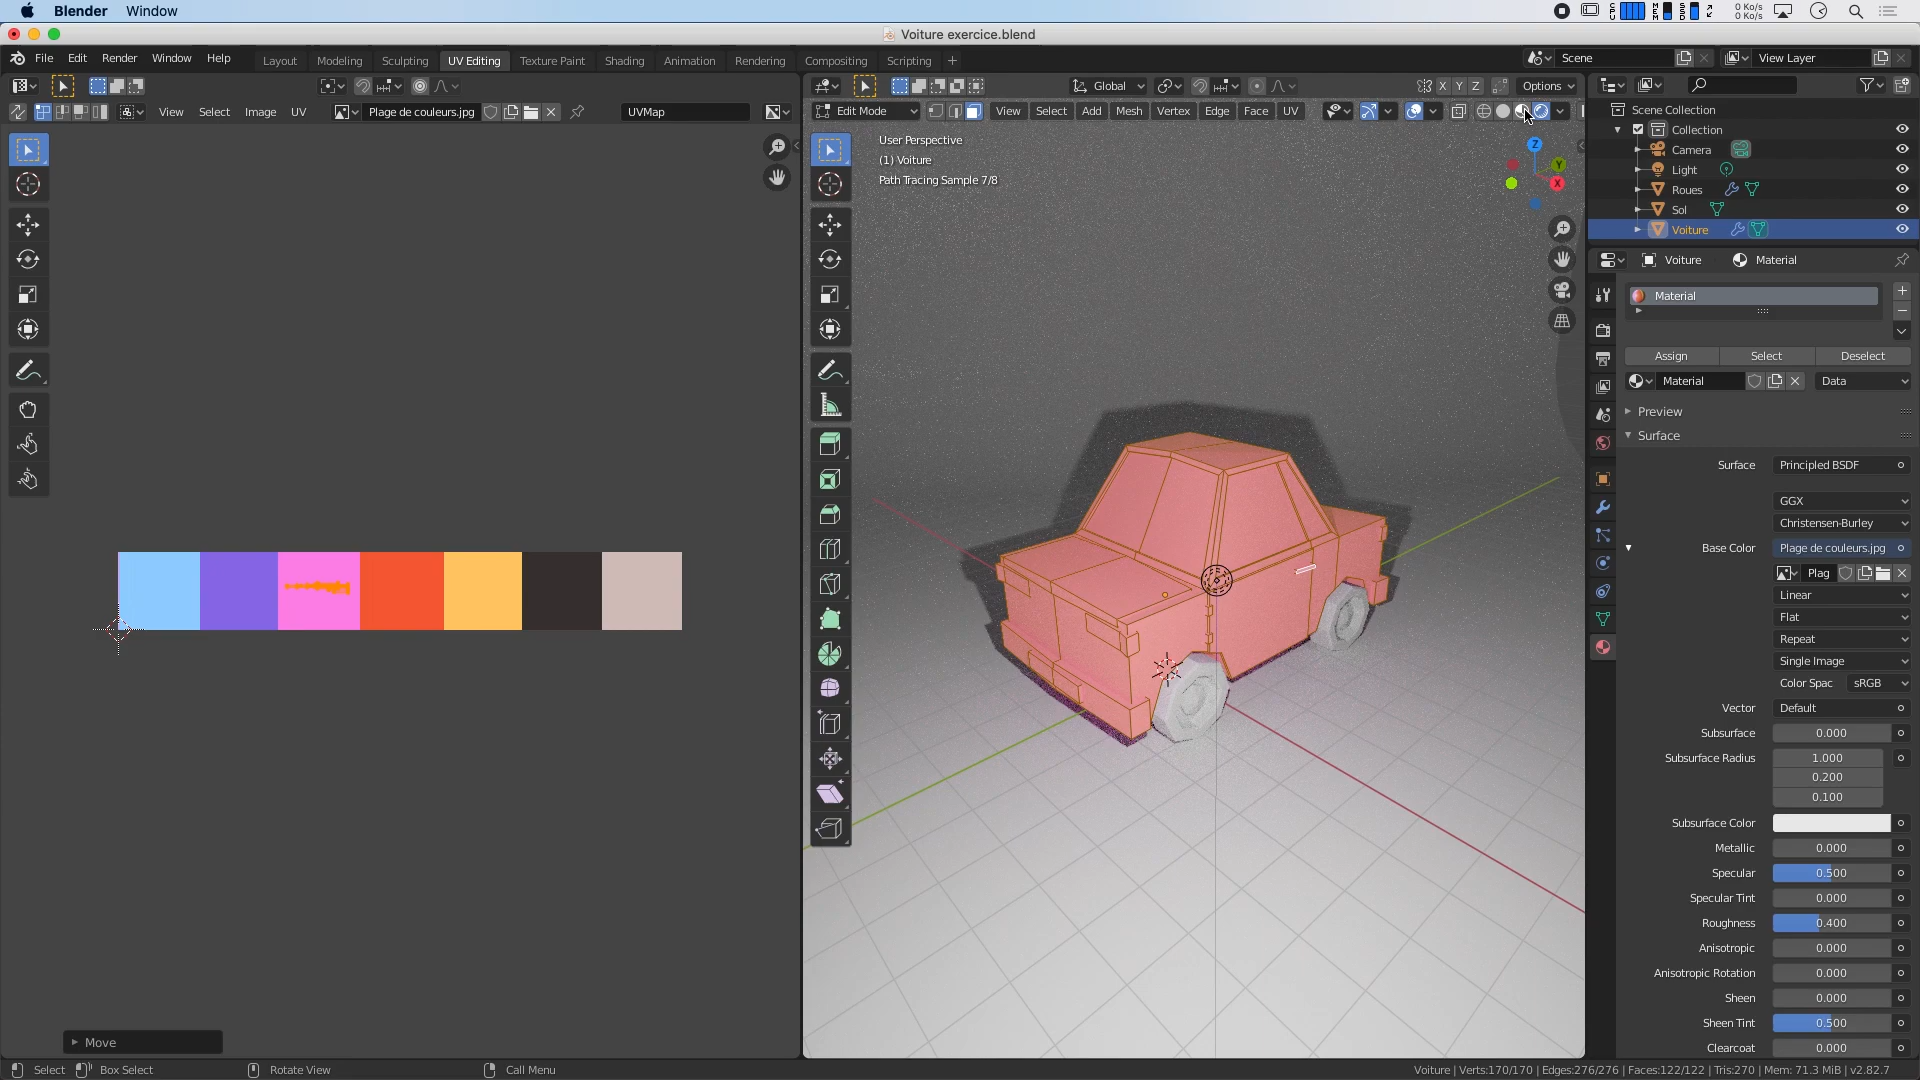 Blender Window
0 Ko/s
0 Ko/s
Voiture exercice.blend
File Edit Render Window Help Layout Modeling Sculpting UV Editing Texture Paint Shading Animation Rendering Compositing Scripting + Scene View Layer
Global X Y Z Options
View Select Image UV Plage de couleurs.jpg UVMap
Edit Mode View Select Add Mesh Vertex Edge Face UV
User Perspective
(1) Voiture
Path Tracing Sample 7/8
Z
Y
X
Scene Collection
Collection
Camera
Light
Roues
Sol
Voiture
Voiture Material
Material
Assign Select Deselect
Material Data
Preview
Surface
Surface Principled BSDF
GGX
Christensen-Burley
Base Color Plage de couleurs.jpg
Plag
Linear
Flat
Repeat
Single Image
Color Spac sRGB
Vector Default
Subsurface 0.000
Subsurface Radius 1.000
0.200
0.100
Subsurface Color
Metallic 0.000
Specular 0.500
Specular Tint 0.000
Roughness 0.400
Anisotropic 0.000
Anisotropic Rotation 0.000
Sheen 0.000
Sheen Tint 0.500
Clearcoat 0.000
Move
Select Box Select Rotate View Call Menu
Voiture | Verts:170/170 | Edges:276/276 | Faces:122/122 | Tris:270 | Mem: 71.3 MiB | v2.82.7